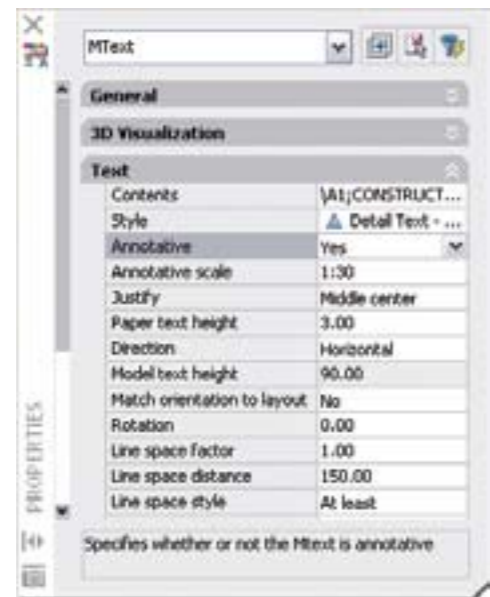 MText
General
3D Visualization
Text
Contents \A1;CONSTRUCT...
Style Detail Text - ...
Annotative Yes
Annotative scale 1:30
Justify Middle center
Paper text height 3.00
Direction Horizontal
Model text height 90.00
Match orientation to layout No
Rotation 0.00
Line space factor 1.00
Line space distance 150.00
Line space style At least
PROPERTIES
Specifies whether or not the Mtext is annotative